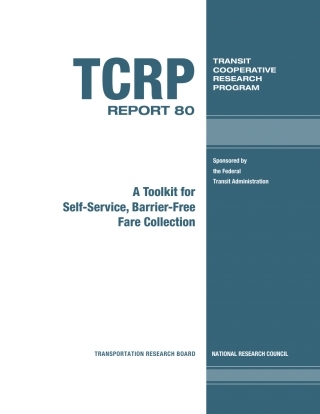 TCRP
REPORT 80
TRANSIT
COOPERATIVE
RESEARCH
PROGRAM
Sponsored by
the Federal
Transit Administration
A Toolkit for
Self-Service, Barrier-Free
Fare Collection
TRANSPORTATION RESEARCH BOARD
NATIONAL RESEARCH COUNCIL